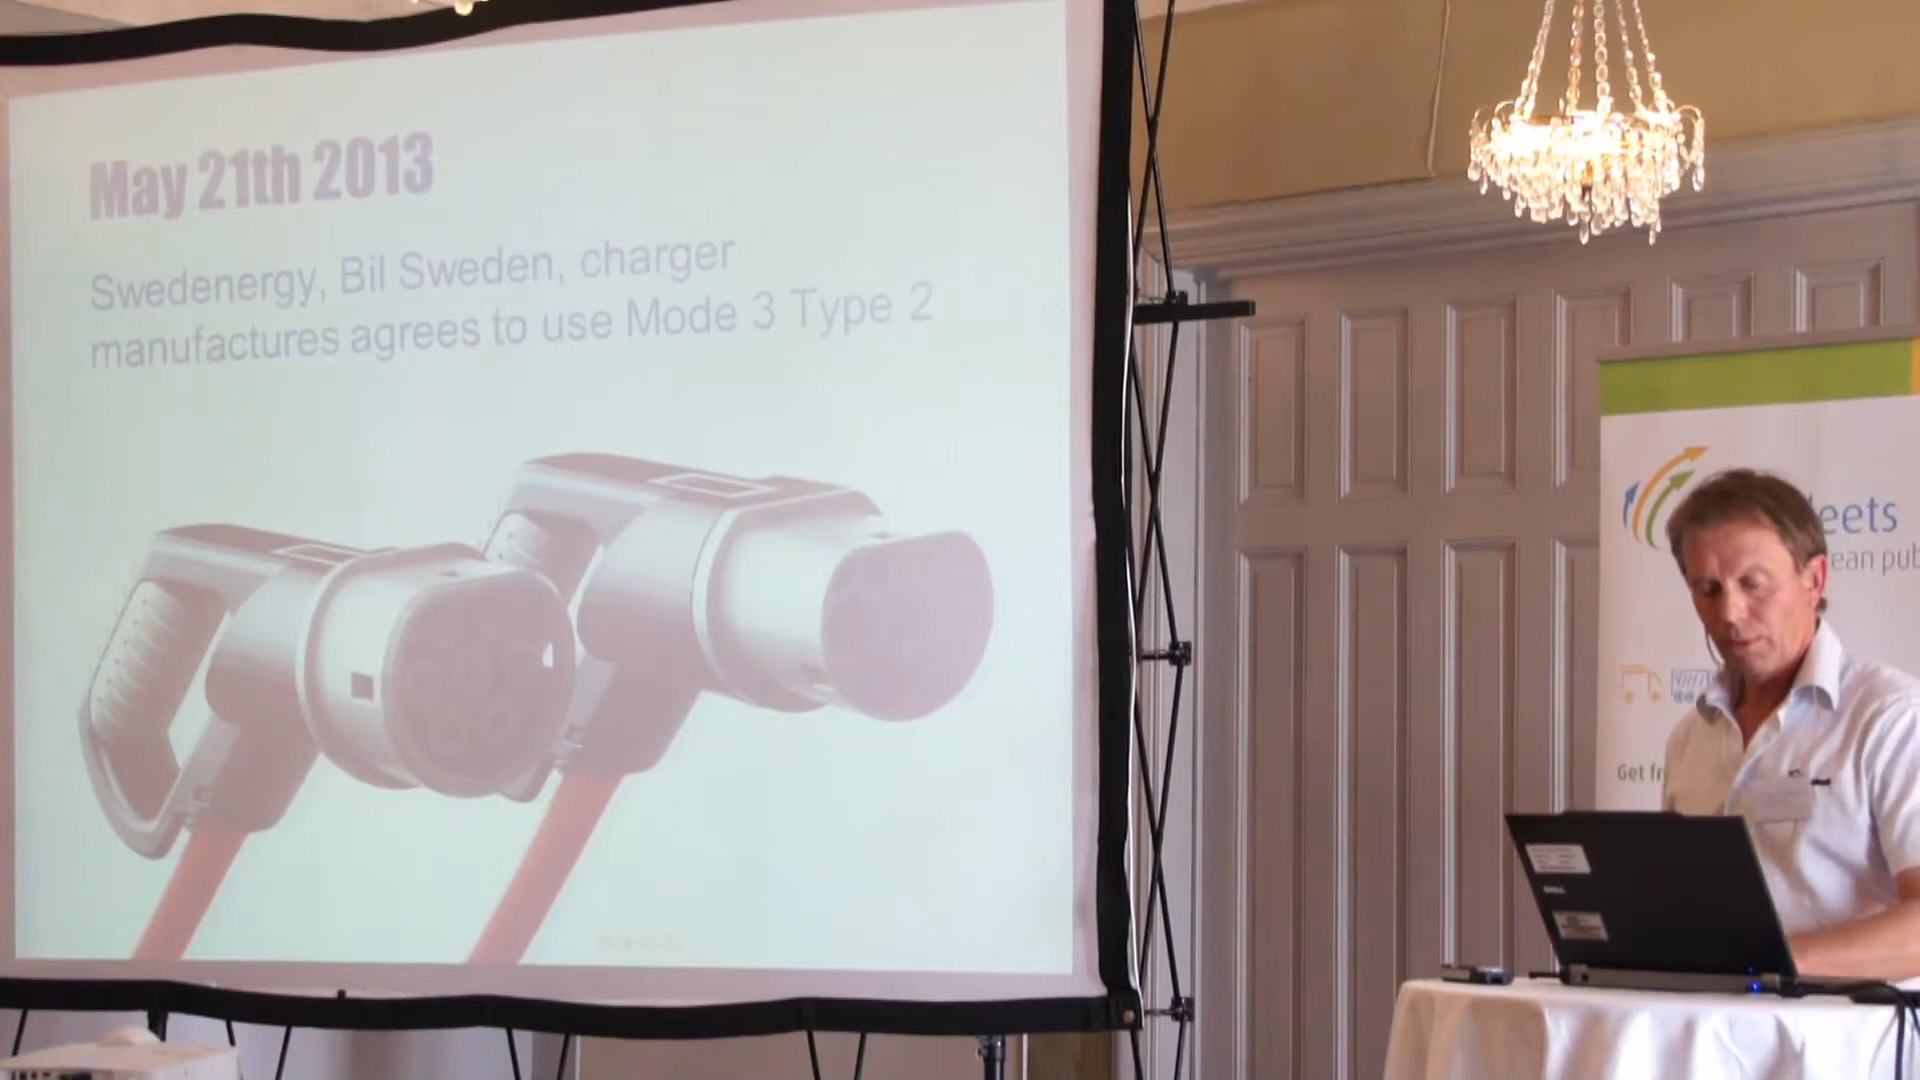 May 21th 2013
Swedenergy, Bil Sweden, charger
manufactures agrees to use Mode 3 Type 2
eets
ean pub
Get fr
DELL